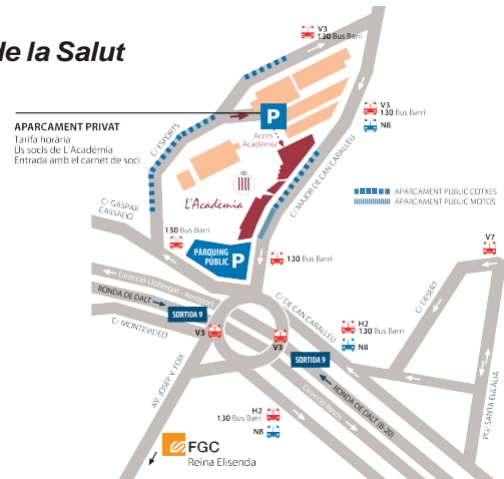 de la Salut
V3
130 Bus Barri
P
APARCAMENT PRIVAT
Tarifa horària
Us socis de L'Acadèmia
Entrada amb el carnet de soci
Accés
Acadèmia
V3
130 Bus Barri
N8
C/ ESPORTS
C/ MAJOR DE CAN CARALLEU
L'Acadèmia
APARCAMENT PÚBLIC COTXES
APARCAMENT PÚBLIC MOTOS
C/ GASPAR
CASSADÓ
130 Bus Barri
PÀRQUING
PÚBLIC P
130 Bus Barri
V7
Direcció Llobregat - Aeroport
RONDA DE DALT
SORTIDA 9
C/ MONTEVIDEO
V3
V3
C/ DE CAN CARALLEU
C/ DESERT
H2
130 Bus Barri
N8
SORTIDA 9
RONDA DE DALT (B-20)
Direcció Besòs
PG/ SANTA EULÀLIA
AV. JOSEP V. FOIX
H2
130 Bus Barri
N8
FGC
Reina Elisenda